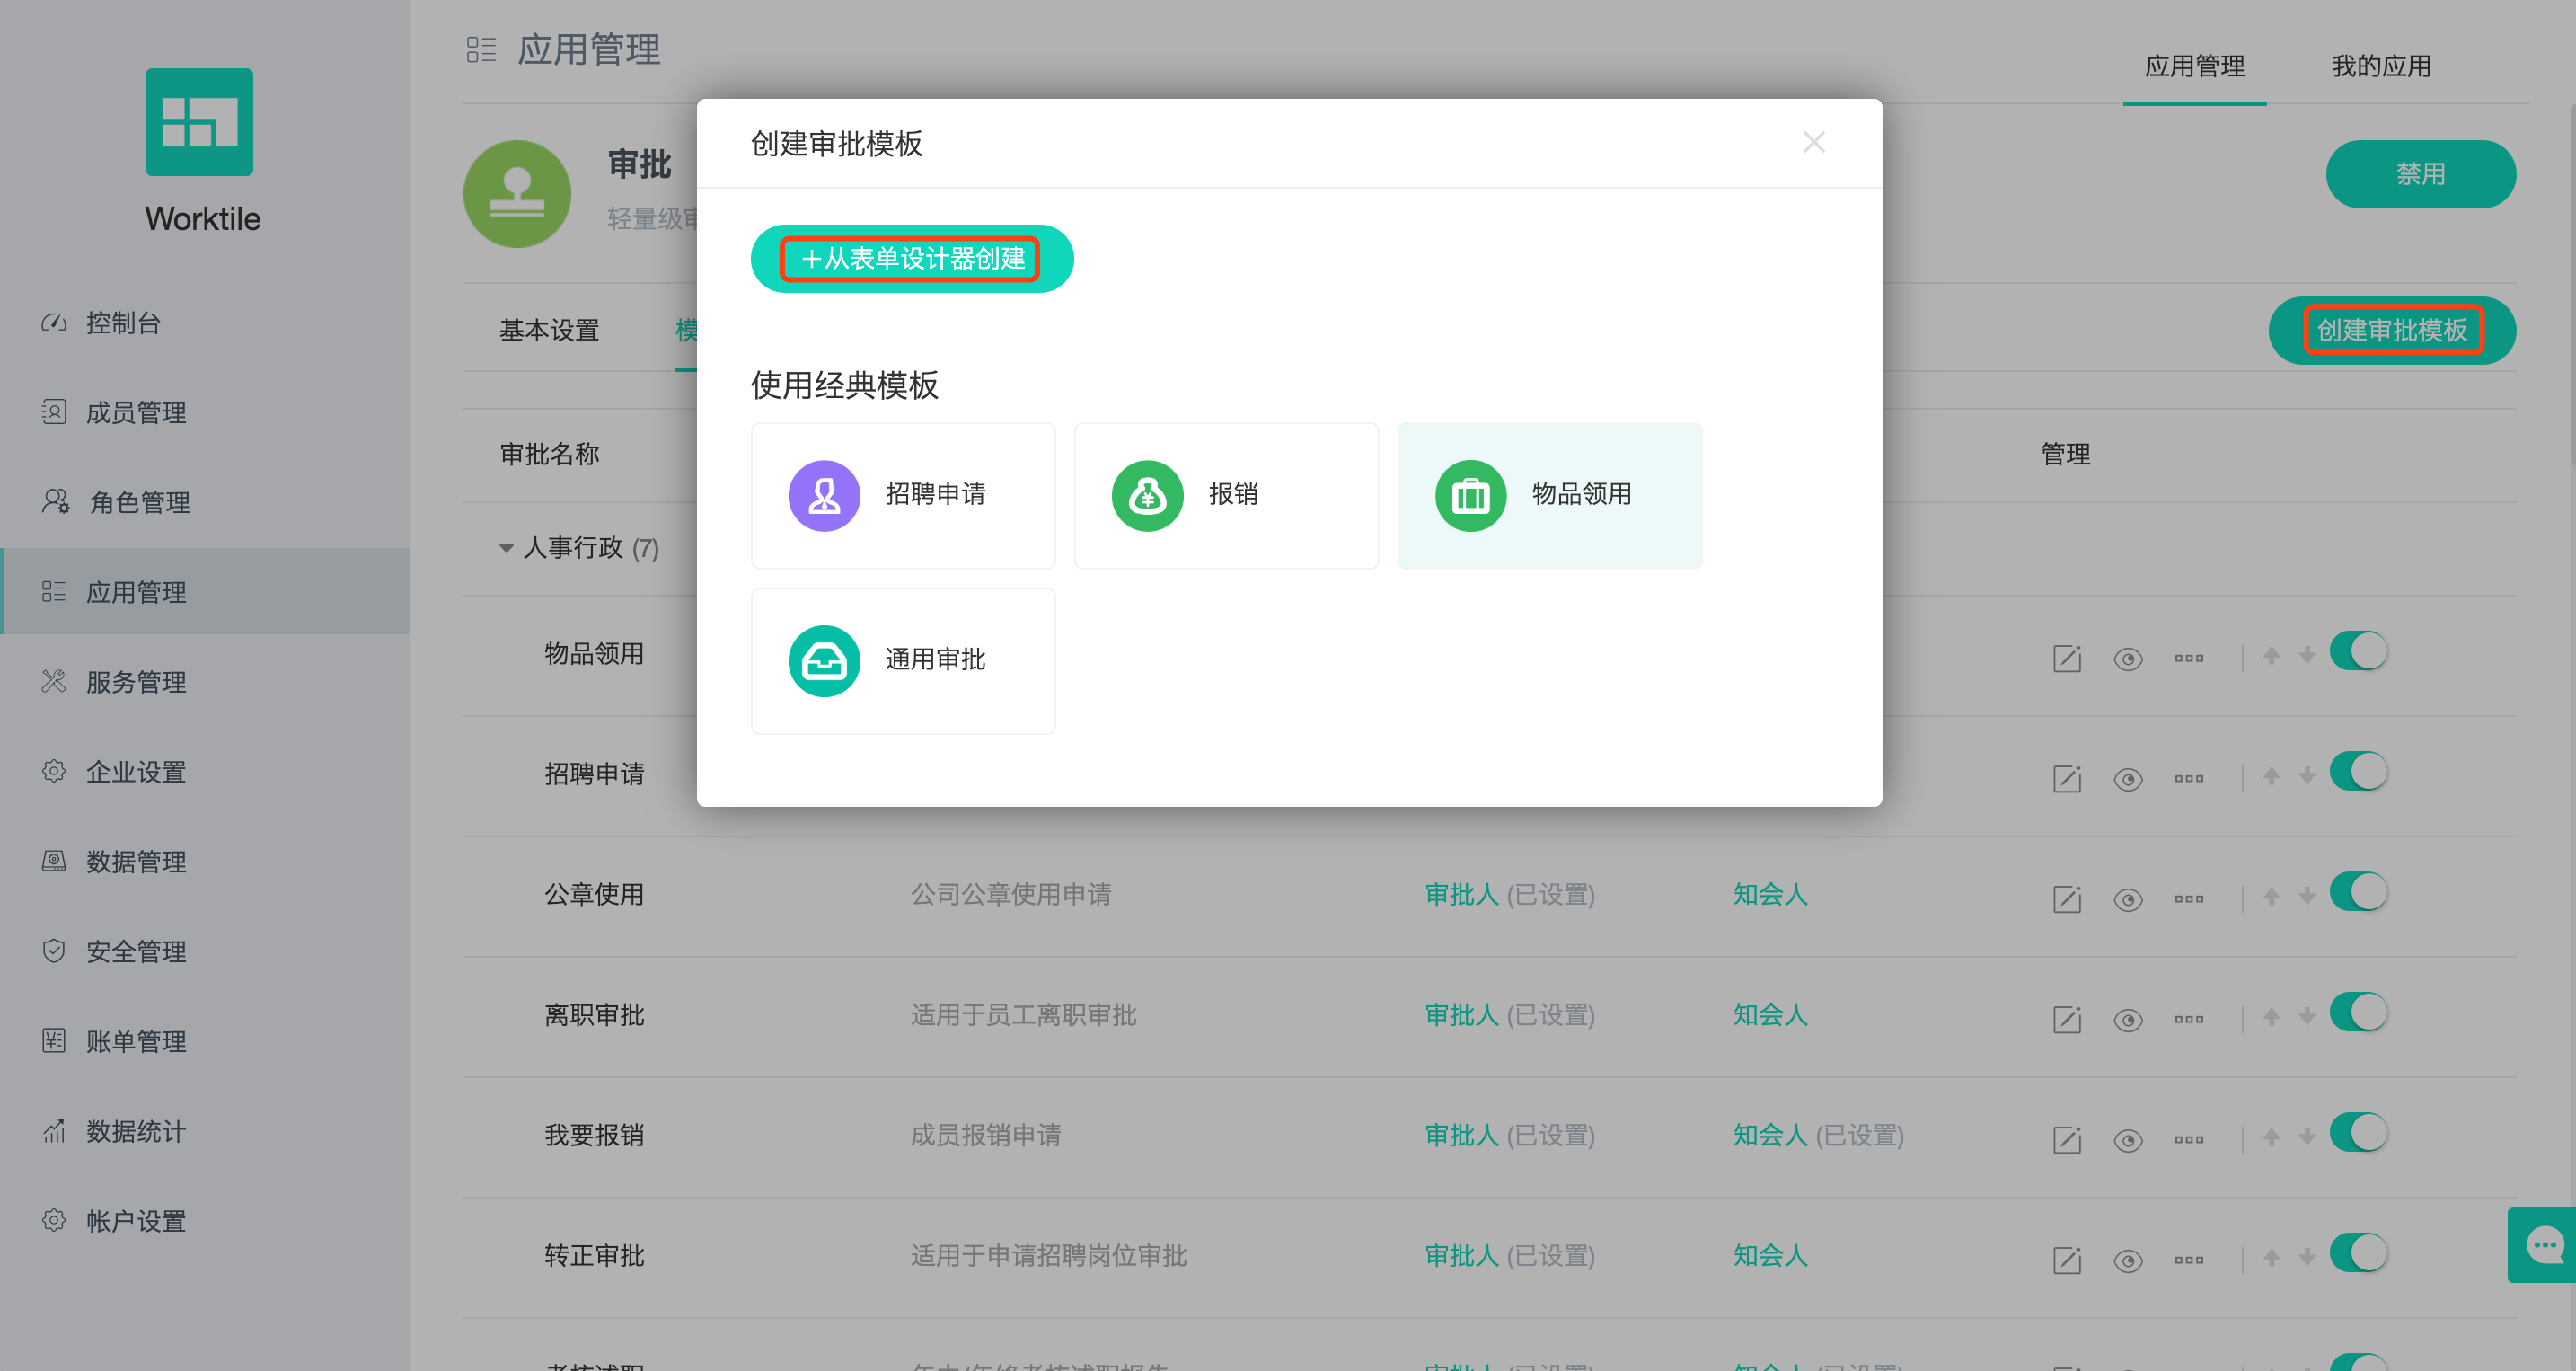 Worktile
控制台
成员管理
角色管理
应用管理
服务管理
企业设置
数据管理
安全管理
账单管理
数据统计
帐户设置
应用管理
应用管理 我的应用
审批
轻量级审
禁用
基本设置 模
创建审批模板
创建审批模板
+从表单设计器创建
使用经典模板
招聘申请 报销 物品领用
通用审批
审批名称 管理
人事行政 (7)
物品领用
招聘申请
公章使用 公司公章使用申请 审批人 (已设置) 知会人
离职审批 适用于员工离职审批 审批人 (已设置) 知会人
我要报销 成员报销申请 审批人 (已设置) 知会人 (已设置)
转正审批 适用于申请招聘岗位审批 审批人 (已设置) 知会人